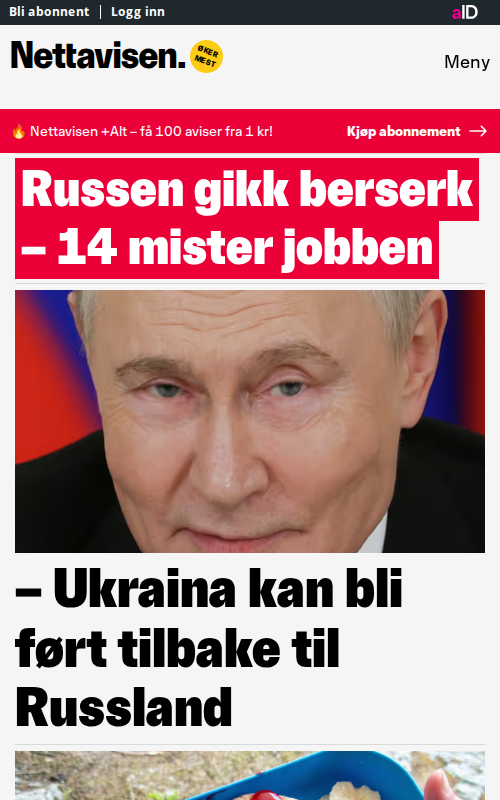 Bli abonnent | Logg inn
aID
Nettavisen.
ØKER
MEST
Meny
🔥 Nettavisen +Alt – få 100 aviser fra 1 kr!
Kjøp abonnement →
Russen gikk berserk
– 14 mister jobben
– Ukraina kan bli
ført tilbake til
Russland